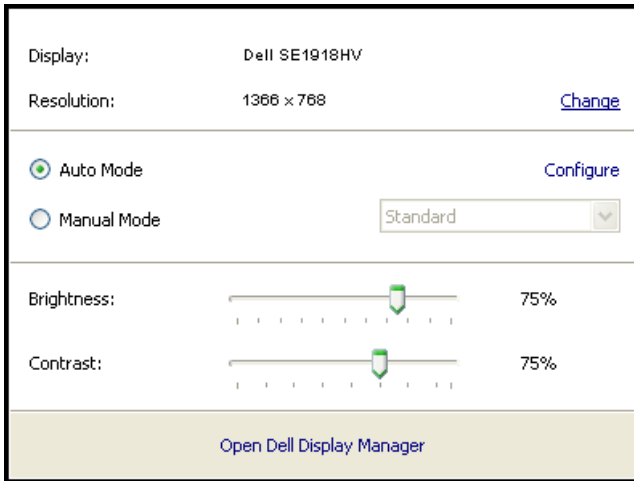 Display: Dell SE1918HV
Resolution: 1366 x 768 Change
Auto Mode Configure
Manual Mode Standard
Brightness: 75%
Contrast: 75%
Open Dell Display Manager